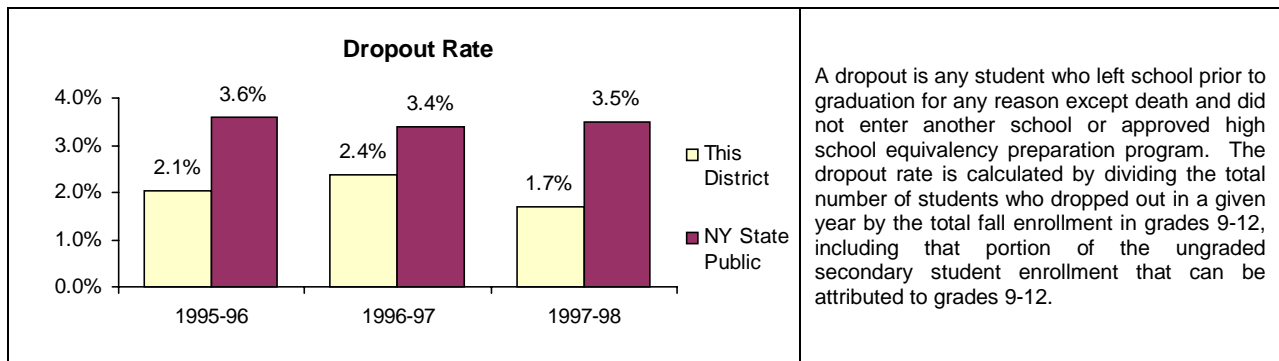 Dropout Rate
4.0%
3.0%
2.0%
1.0%
0.0%
2.1%
3.6%
2.4%
3.4%
1.7%
3.5%
1995-96
1996-97
1997-98
This
District
NY State
Public
A dropout is any student who left school prior to
graduation for any reason except death and did
not enter another school or approved high
school equivalency preparation program. The
dropout rate is calculated by dividing the total
number of students who dropped out in a given
year by the total fall enrollment in grades 9-12,
including that portion of the ungraded
secondary student enrollment that can be
attributed to grades 9-12.